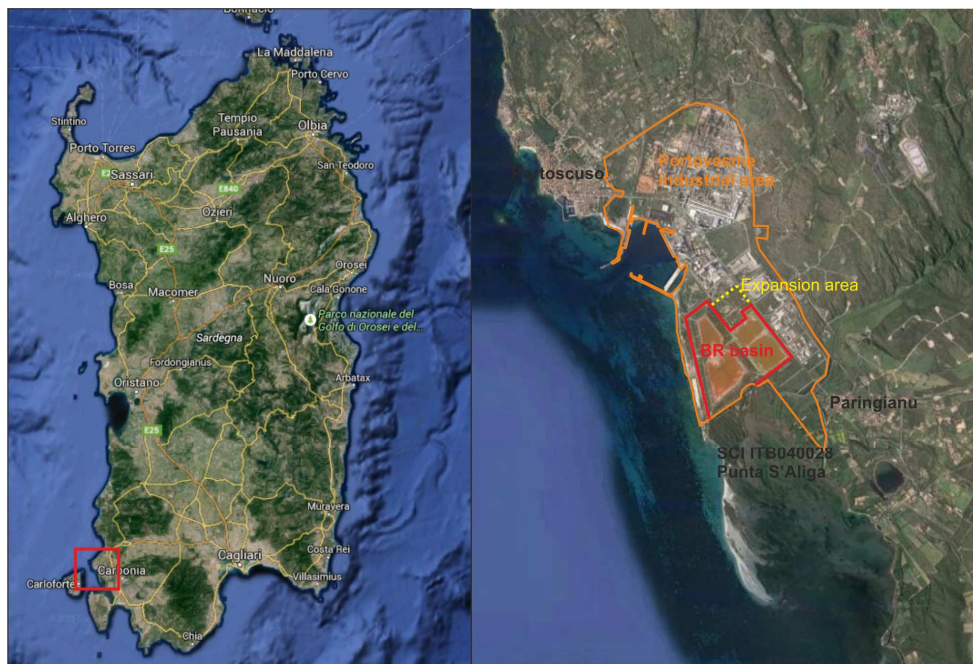 Bonifacio
La Maddalena
Porto Cervo
Tempio
Pausania
Olbia
Stintino
Porto Torres
Sassari
San Teodoro
E840
Alghero
Ozieri
E25
Bosa
Macomer
Nuoro
Orosei
Cala Gonone
Parco nazionale del
Golfo di Orosei e del...
Sardegna
Fordongianus
Oristano
Arbatax
E25
Muravera
Cagliari
Costa Rei
Carbonia
Carloforte
Villasimius
Chia
Portoscuso
Portovesme
industrial area
Expansion area
BR basin
Paringianu
SCI ITB040028
Punta S'Aliga